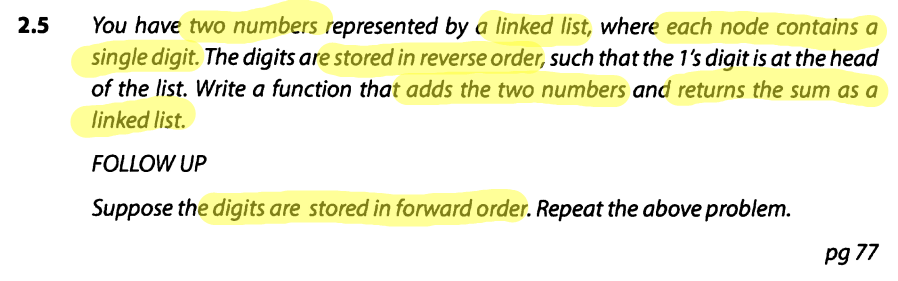 2.5 You have two numbers represented by a linked list, where each node contains a
single digit. The digits are stored in reverse order, such that the 1's digit is at the head
of the list. Write a function that adds the two numbers and returns the sum as a
linked list.
FOLLOW UP
Suppose the digits are stored in forward order. Repeat the above problem.
pg 77